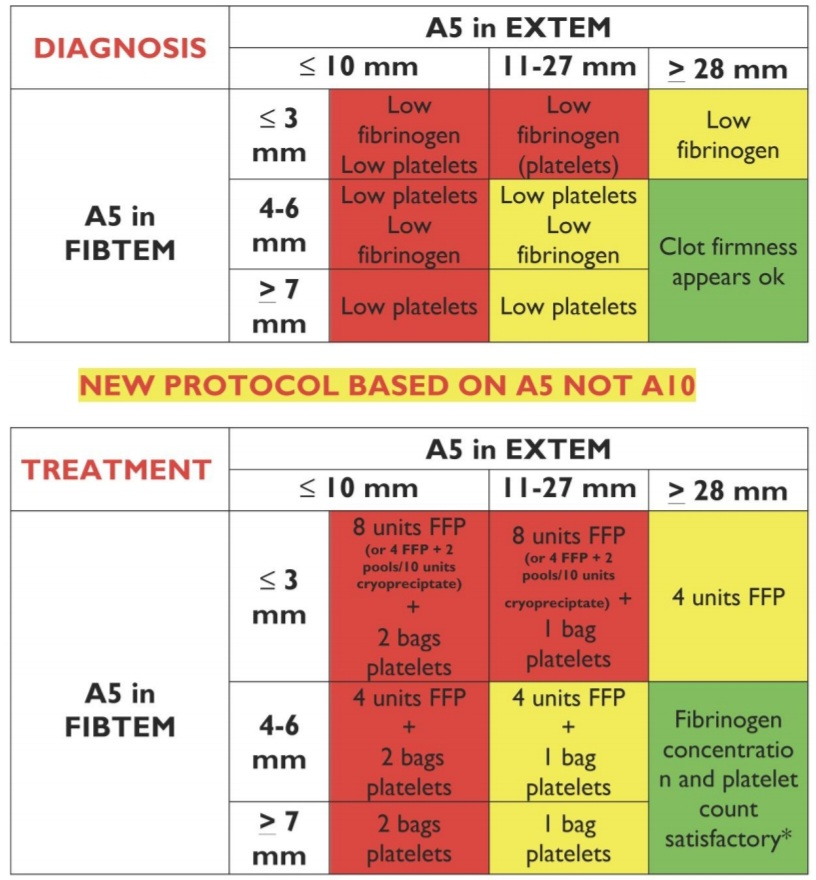 DIAGNOSIS
A5 in EXTEM
≤ 10 mm
11-27 mm
≥ 28 mm
A5 in
FIBTEM
≤ 3
mm
Low
fibrinogen
Low platelets
Low
fibrinogen
(platelets)
Low
fibrinogen
4-6
mm
Low platelets
Low
fibrinogen
Low platelets
Low
fibrinogen
Clot firmness
appears ok
≥ 7
mm
Low platelets
Low platelets
NEW PROTOCOL BASED ON A5 NOT A10
TREATMENT
A5 in EXTEM
≤ 10 mm
11-27 mm
≥ 28 mm
A5 in
FIBTEM
≤ 3
mm
8 units FFP
(or 4 FFP + 2
pools/10 units
cryopreciptate)
+
2 bags
platelets
8 units FFP
(or 4 FFP + 2
pools/10 units
cryopreciptate) +
1 bag
platelets
4 units FFP
4-6
mm
4 units FFP
+
2 bags
platelets
4 units FFP
+
1 bag
platelets
Fibrinogen
concentratio
n and platelet
count
satisfactory*
≥ 7
mm
2 bags
platelets
1 bag
platelets